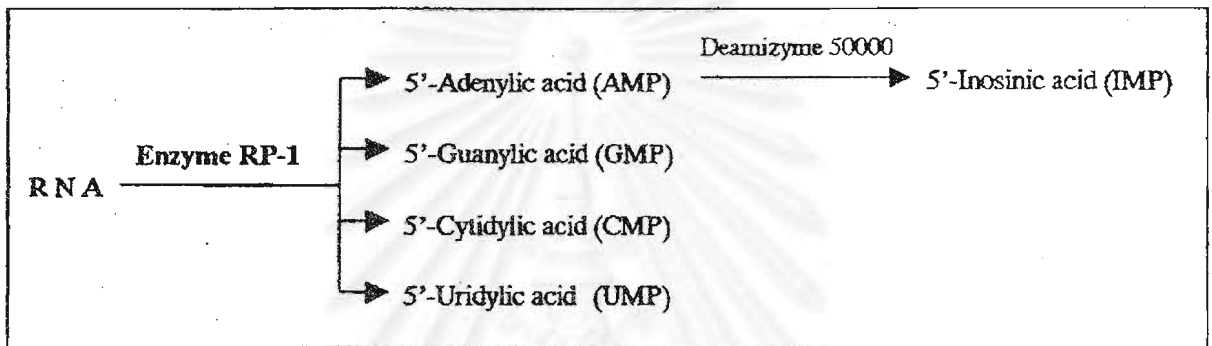 Deamizyme 50000
5'-Adenylic acid (AMP) 5'-Inosinic acid (IMP)
Enzyme RP-1
5'-Guanylic acid (GMP)
R N A
5'-Cytidylic acid (CMP)
5'-Uridylic acid (UMP)